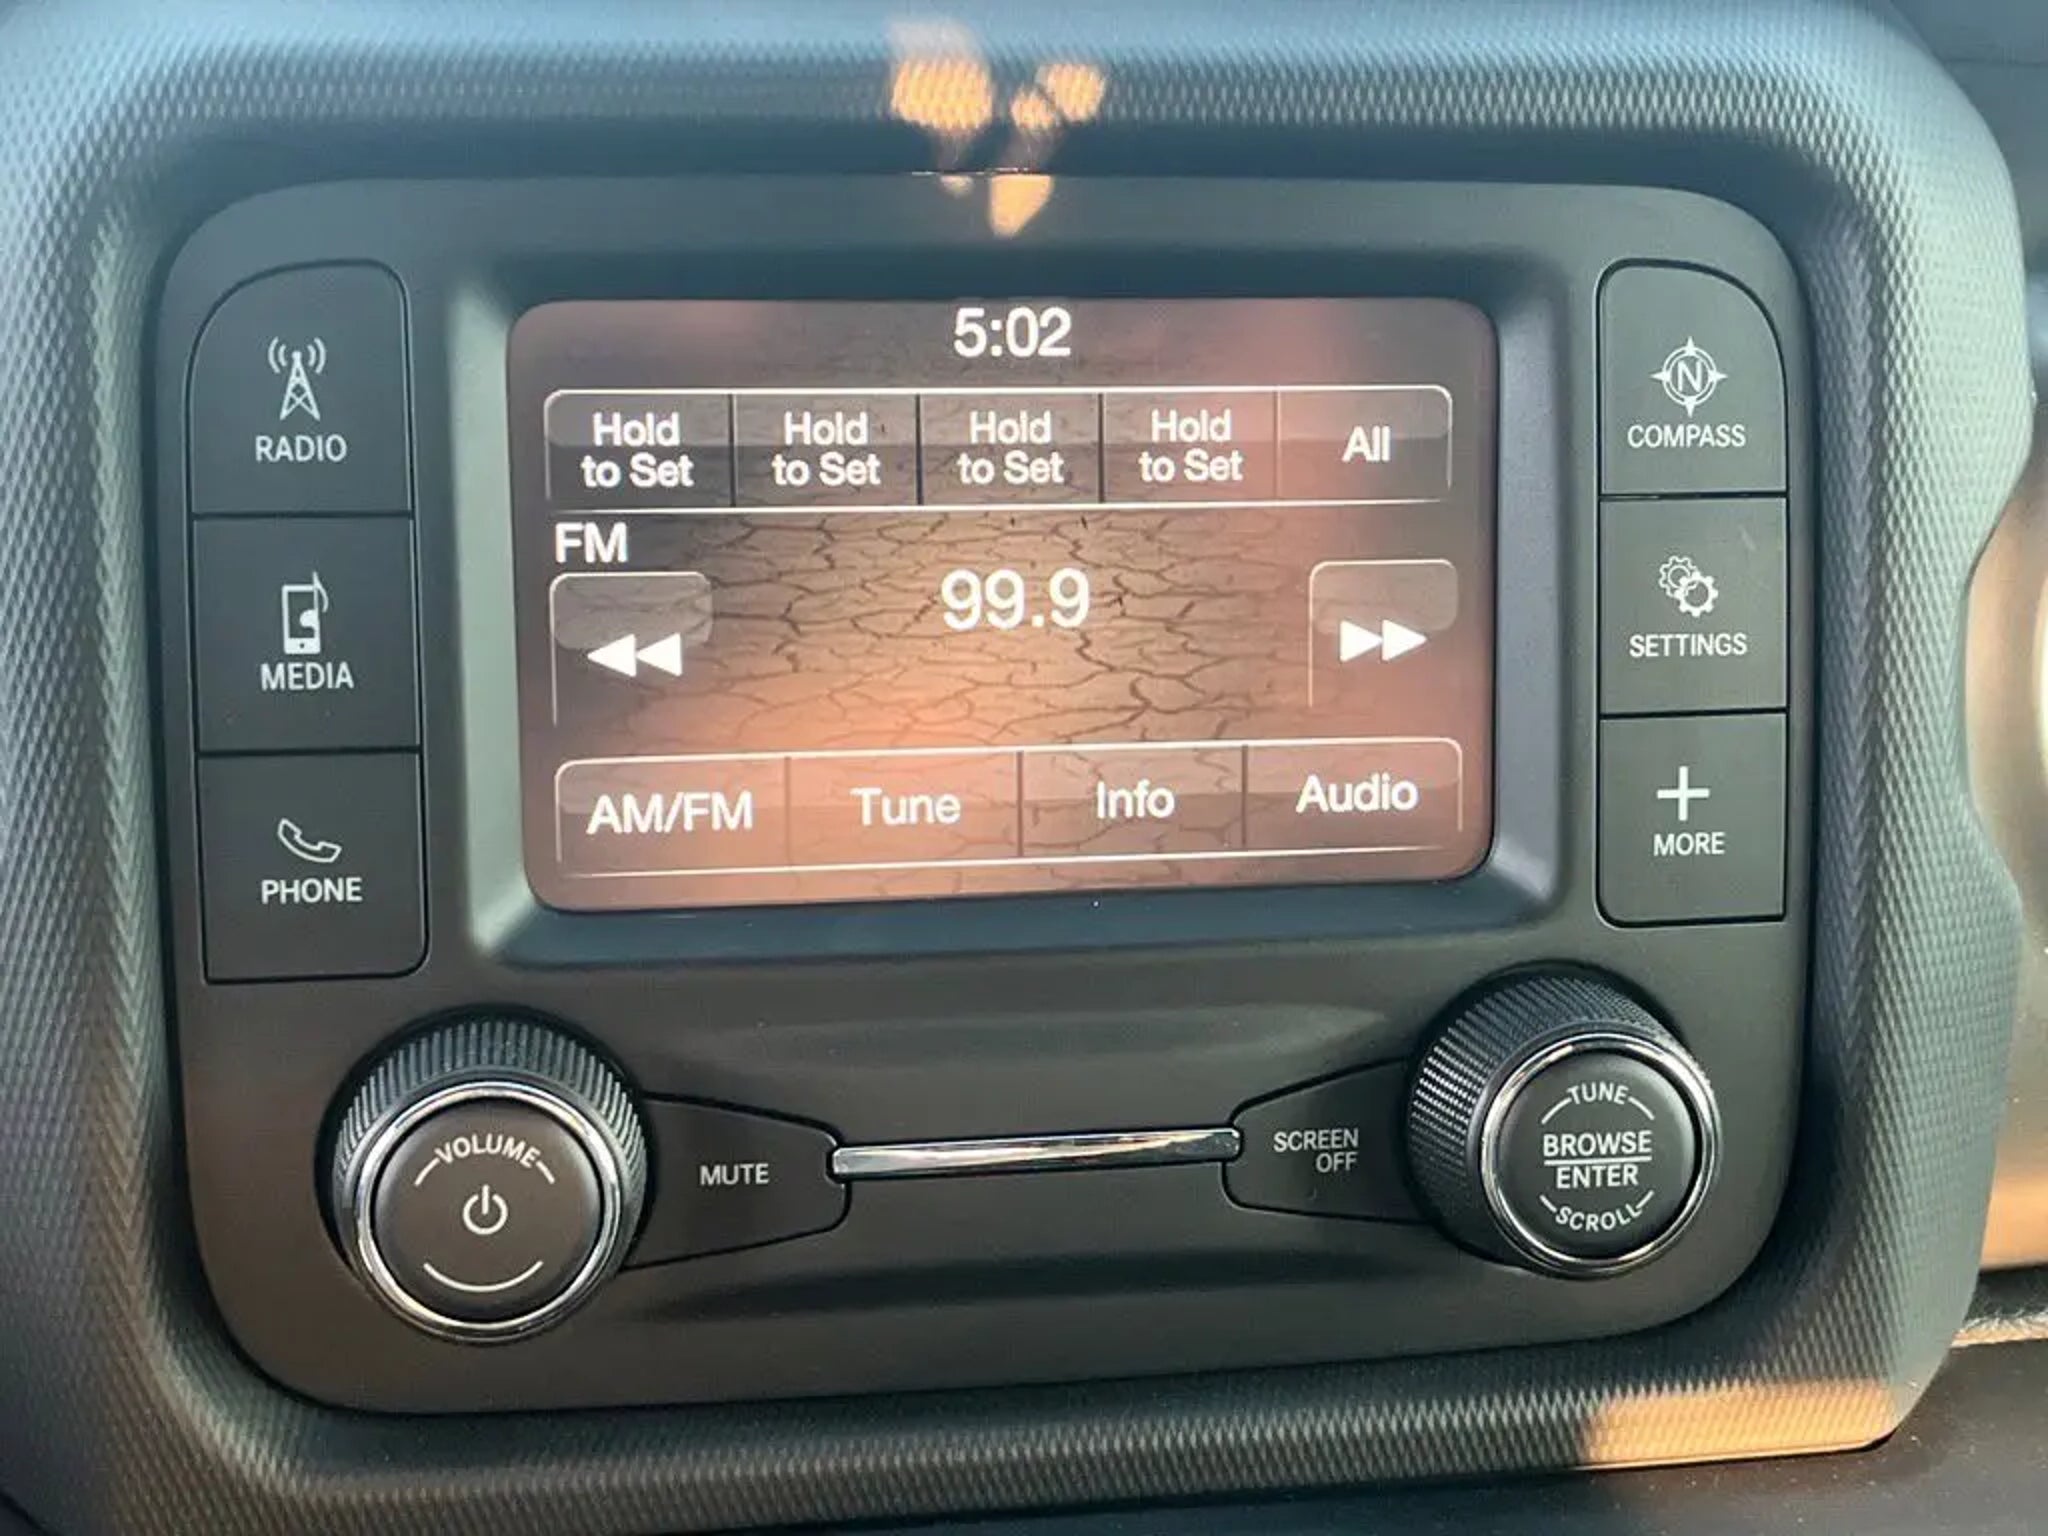 5:02
Hold
to Set
Hold
to Set
Hold
to Set
Hold
to Set
All
FM
99.9
AM/FM
Tune
Info
Audio
RADIO
MEDIA
PHONE
N
COMPASS
SETTINGS
MORE
VOLUME
MUTE
SCREEN
OFF
TUNE
BROWSE
ENTER
SCROLL